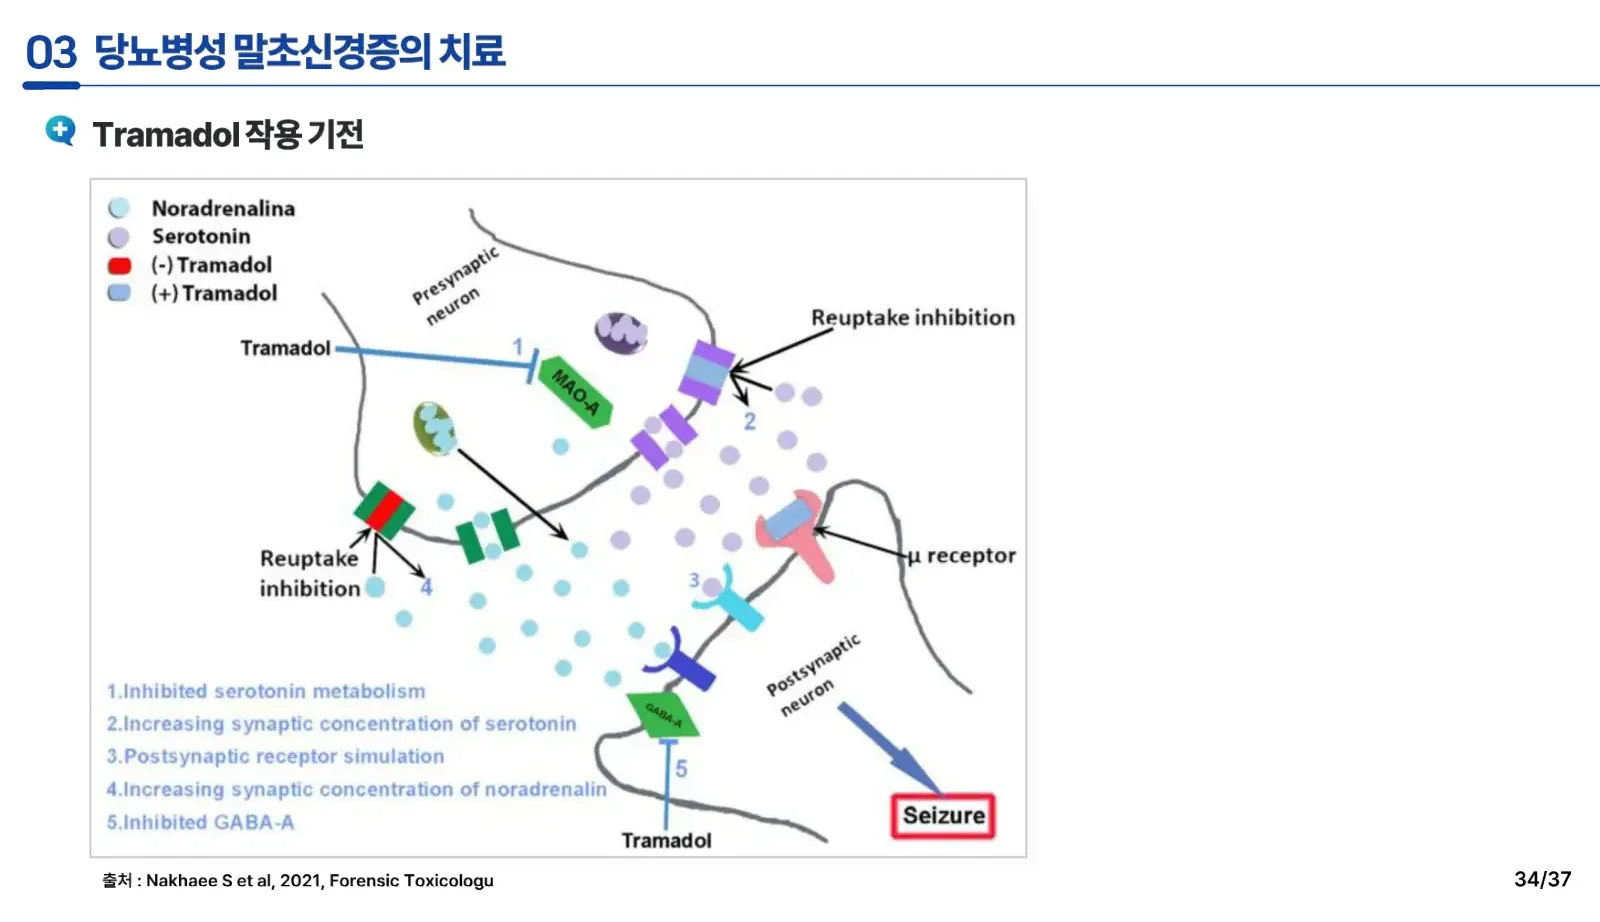 03 당뇨병성 말초신경증의 치료
Tramadol 작용 기전
Noradrenalina
Serotonin
(-) Tramadol
(+) Tramadol
Presynaptic
neuron
Reuptake inhibition
Tramadol
1
MAO-A
2
Reuptake
inhibition
4
μ receptor
3
Postsynaptic
neuron
GABA-A
5
Tramadol
Seizure
1.Inhibited serotonin metabolism
2.Increasing synaptic concentration of serotonin
3.Postsynaptic receptor simulation
4.Increasing synaptic concentration of noradrenalin
5.Inhibited GABA-A
출처 : Nakhaee S et al, 2021, Forensic Toxicologu
34/37